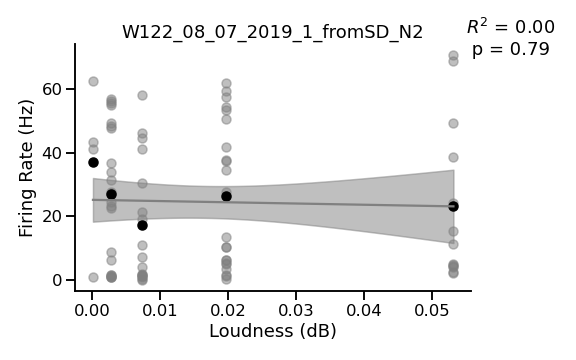 W122_08_07_2019_1_fromSD_N2
R² = 0.00
p = 0.79
Firing Rate (Hz)
60
40
20
0
0.00 0.01 0.02 0.03 0.04 0.05
Loudness (dB)